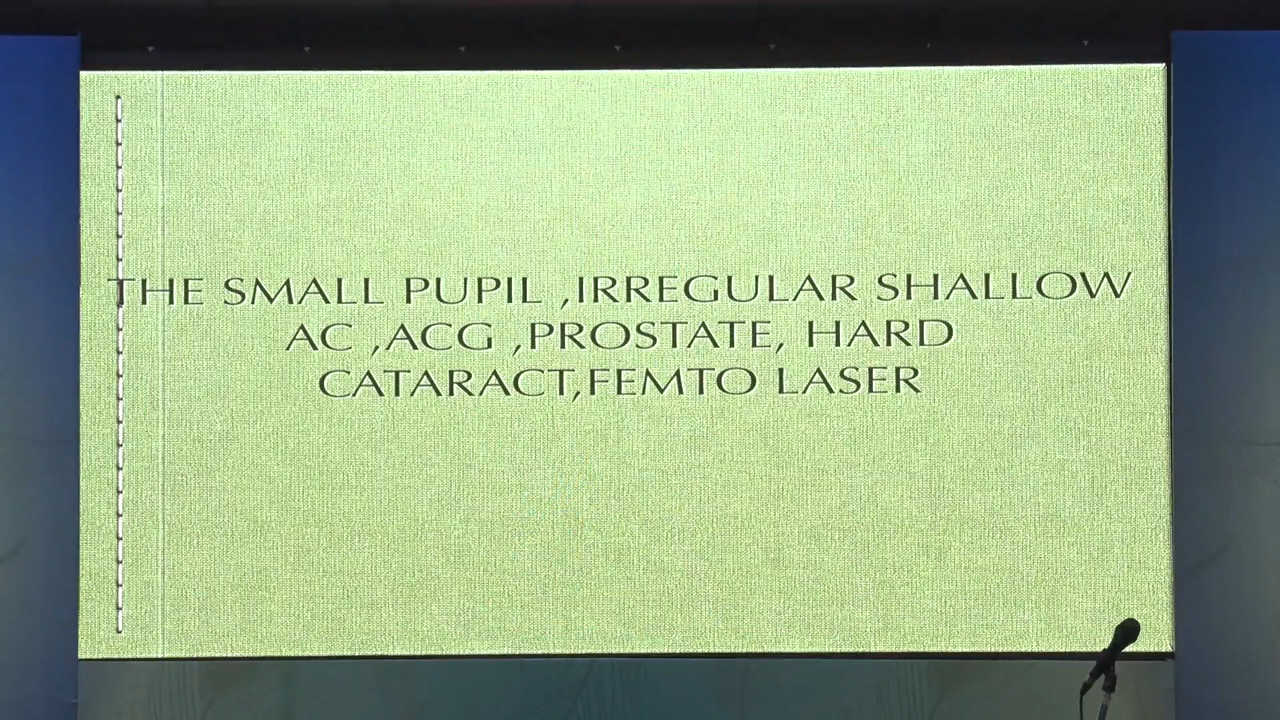 THE SMALL PUPIL ,IRREGULAR SHALLOW
AC ,ACG ,PROSTATE, HARD
CATARACT,FEMTO LASER